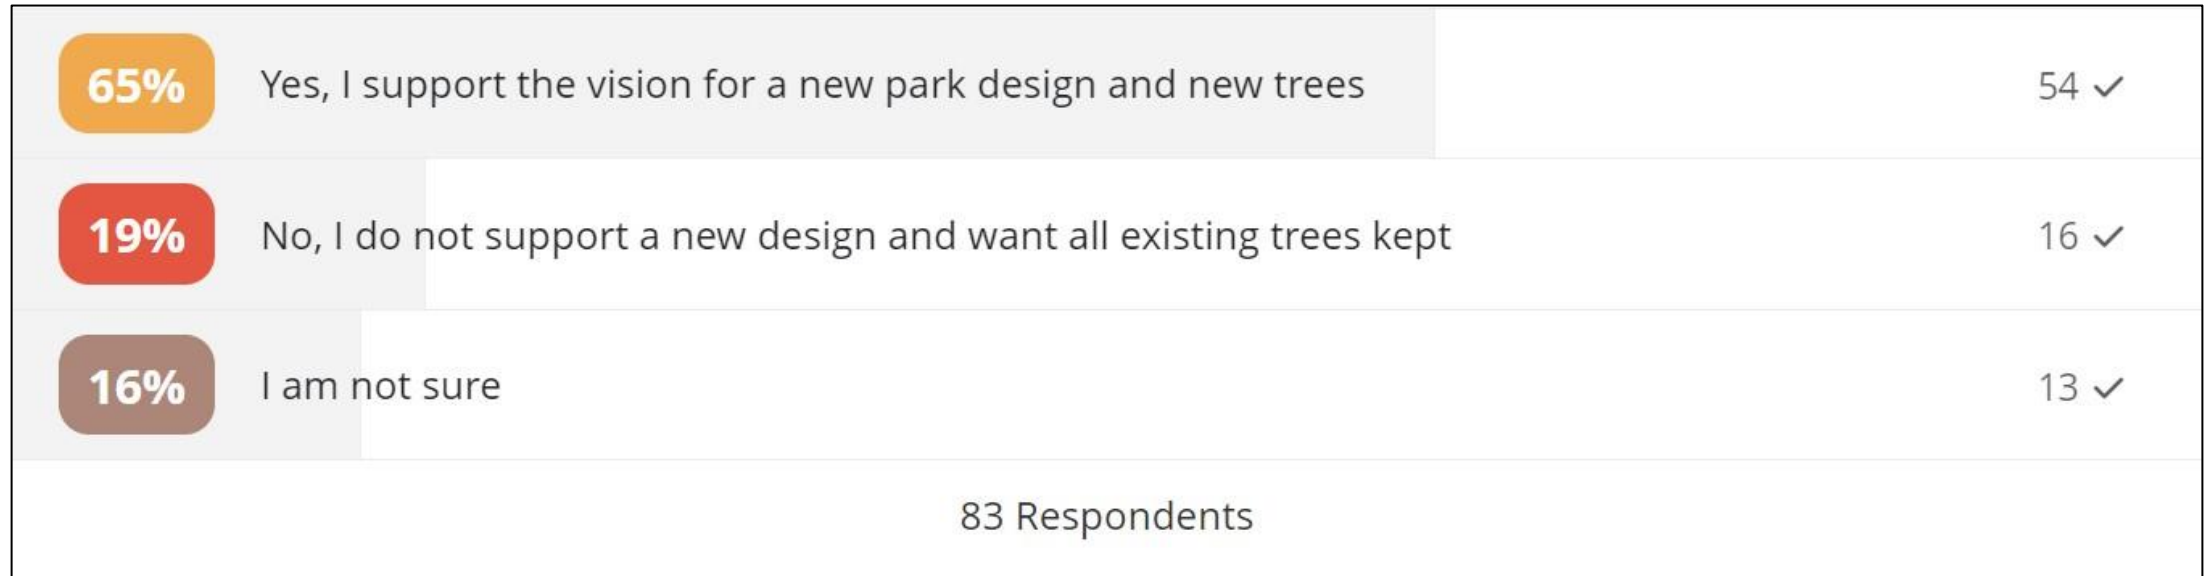 65% Yes, I support the vision for a new park design and new trees 54 ✓
19% No, I do not support a new design and want all existing trees kept 16 ✓
16% I am not sure 13 ✓
83 Respondents